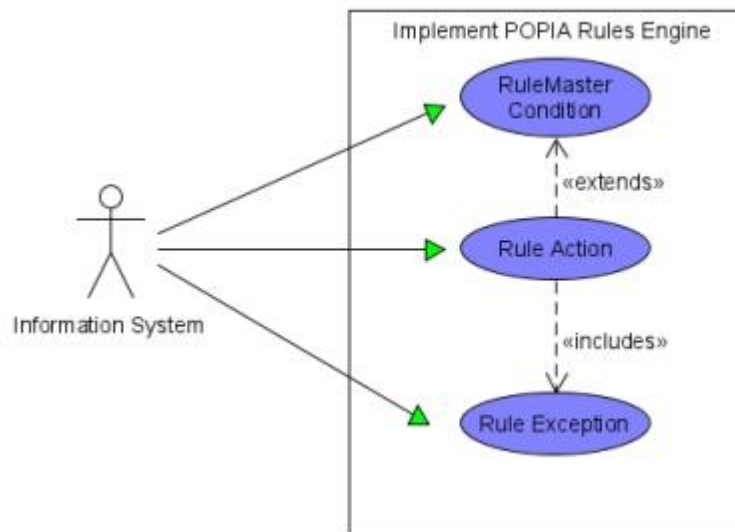 Implement POPIA Rules Engine
RuleMaster
Condition
«extends»
Rule Action
Information System
«includes»
Rule Exception